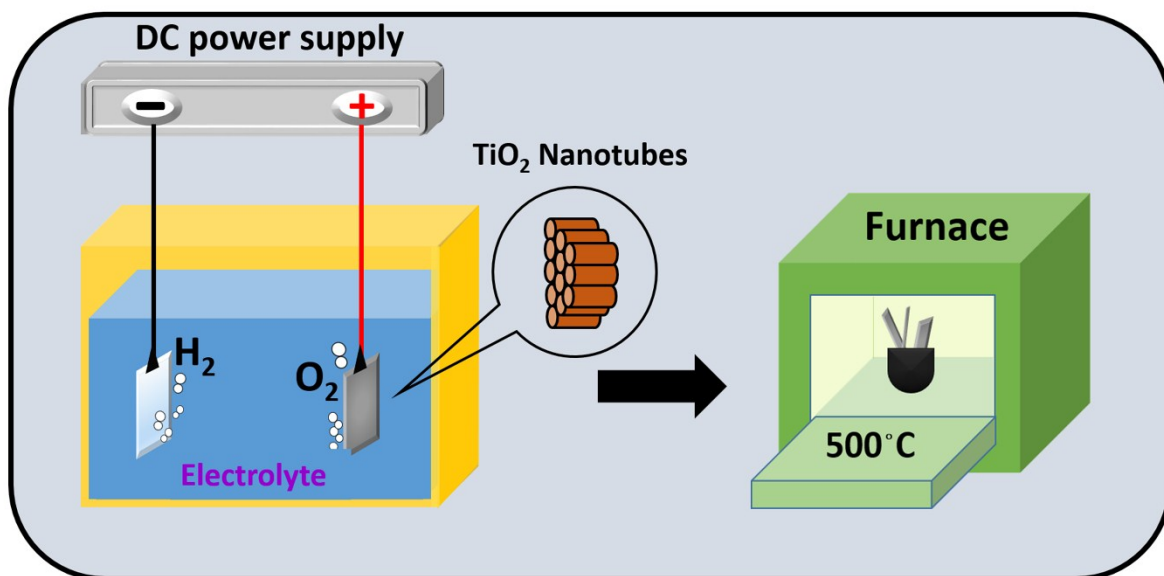 DC power supply
− +
TiO₂ Nanotubes
Furnace
H₂
O₂
500°C
Electrolyte